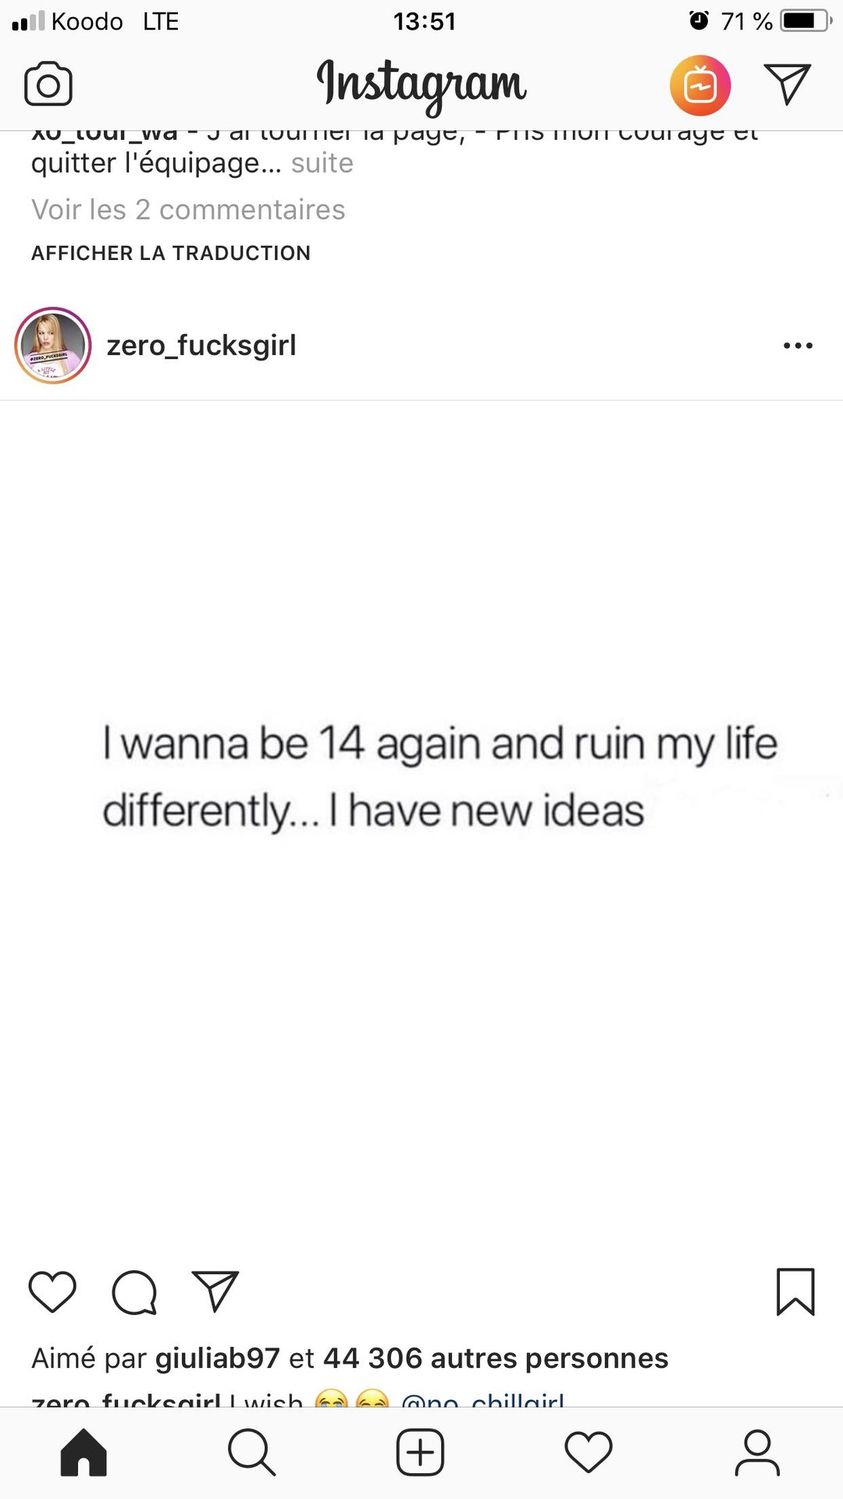 Koodo LTE 13:51 71 %
Instagram
xo_tour_wa - J'ai tourner la page, - Pris mon courage et
quitter l'équipage... suite
Voir les 2 commentaires
AFFICHER LA TRADUCTION
zero_fucksgirl
I wanna be 14 again and ruin my life
differently... I have new ideas
Aimé par giuliab97 et 44 306 autres personnes
zero_fucksgirl I wish 😭😂 @no_chillgirl